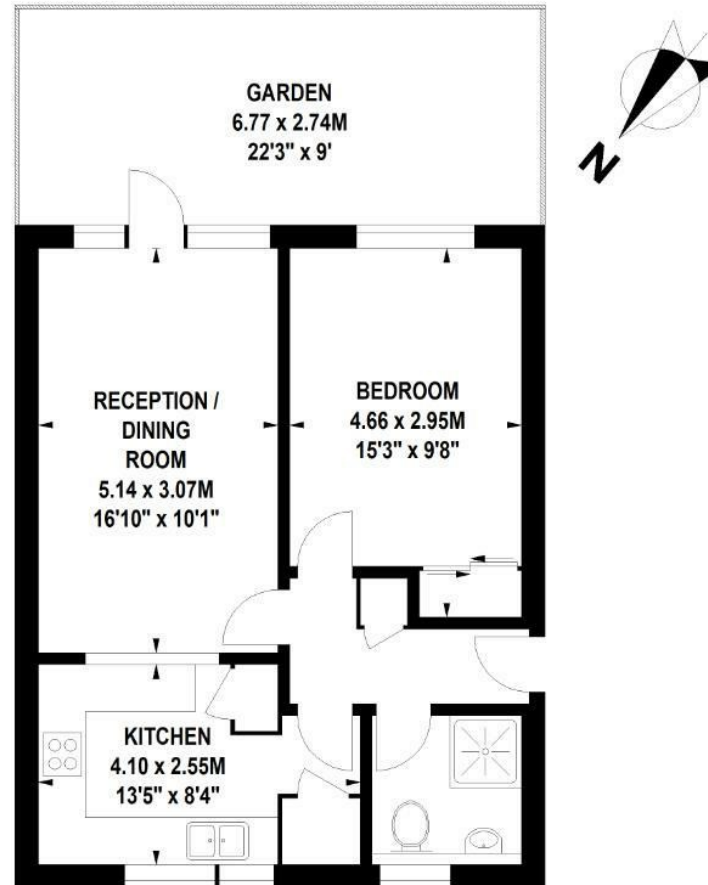 GARDEN
6.77 x 2.74M
22'3" x 9'
N
RECEPTION /
DINING
ROOM
5.14 x 3.07M
16'10" x 10'1"
BEDROOM
4.66 x 2.95M
15'3" x 9'8"
KITCHEN
4.10 x 2.55M
13'5" x 8'4"